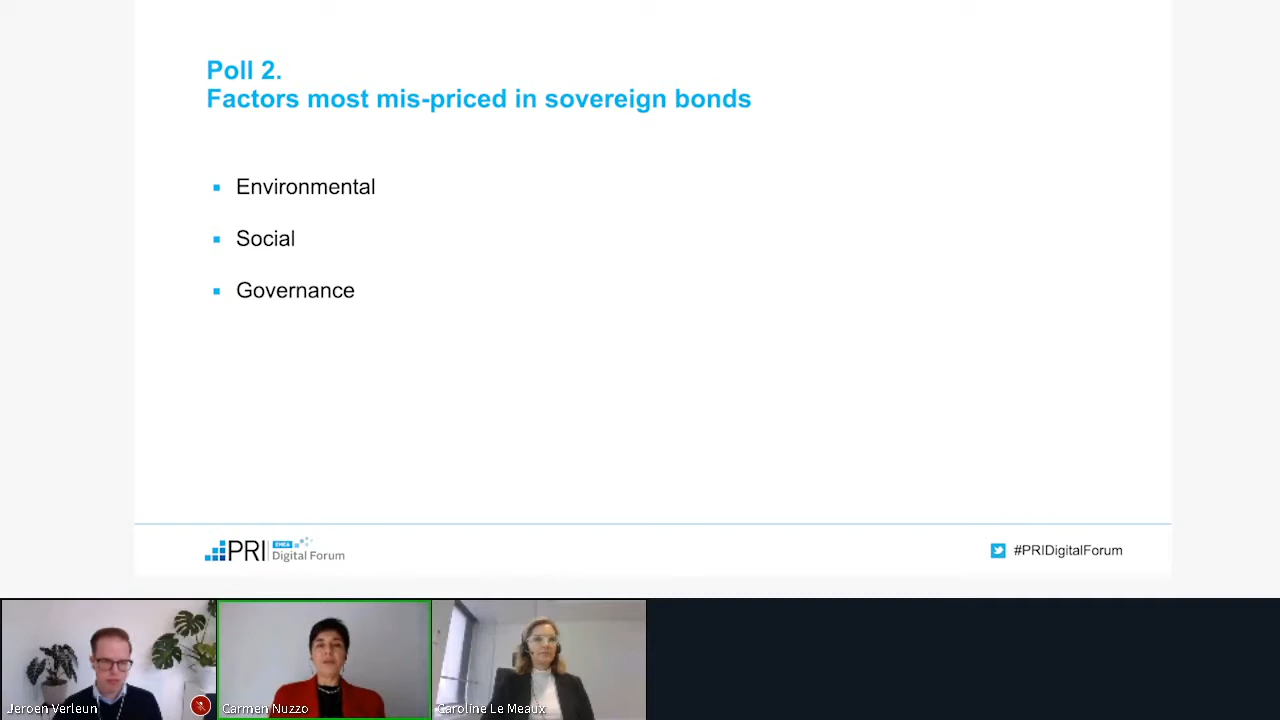 Poll 2.
Factors most mis-priced in sovereign bonds
Environmental
Social
Governance
PRI
EMEA
Digital Forum
#PRIDigitalForum
Jeroen Verleun
Carmen Nuzzo
Caroline Le Meaux